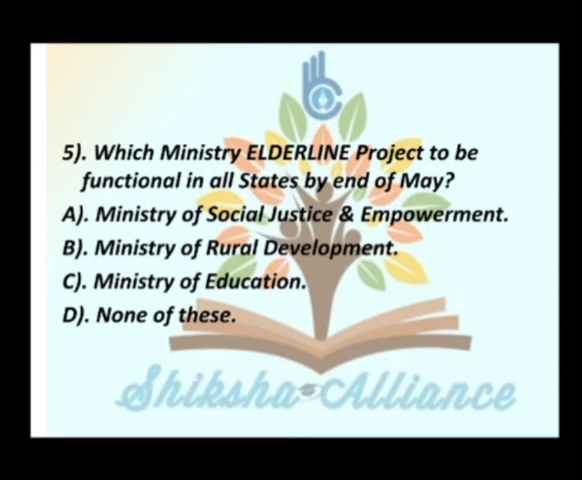 5). Which Ministry ELDERLINE Project to be
functional in all States by end of May?
A). Ministry of Social Justice & Empowerment.
B). Ministry of Rural Development.
C). Ministry of Education.
D). None of these.
Shiksha Alliance